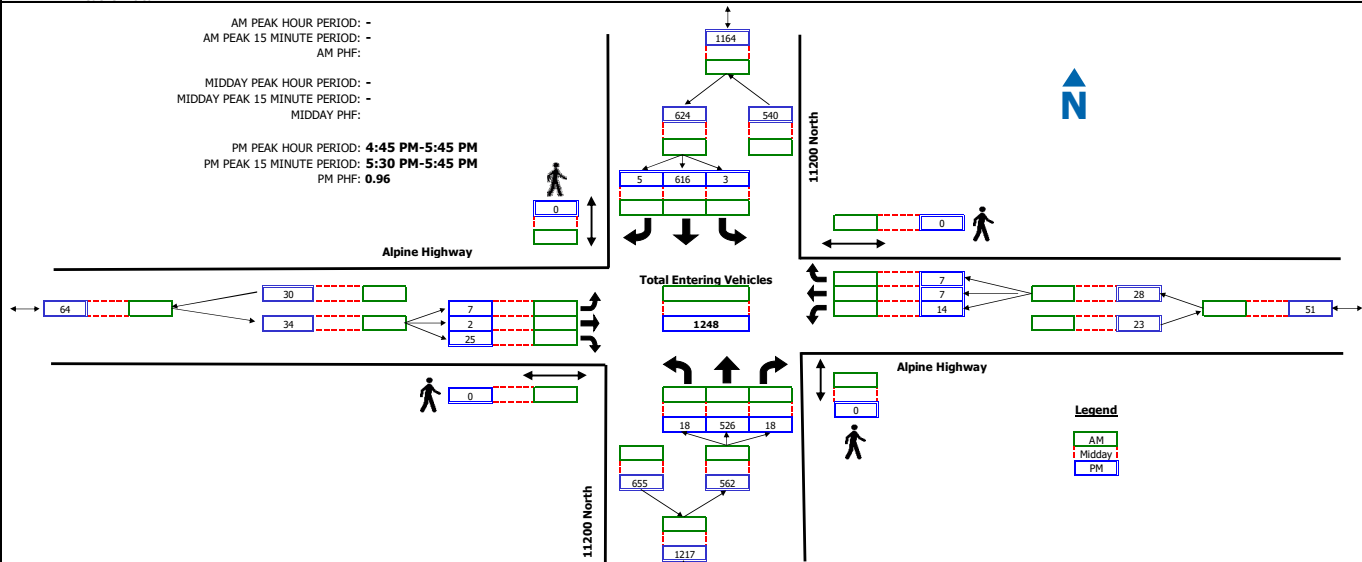 AM PEAK HOUR PERIOD: -
AM PEAK 15 MINUTE PERIOD: -
AM PHF:
MIDDAY PEAK HOUR PERIOD: -
MIDDAY PEAK 15 MINUTE PERIOD: -
MIDDAY PHF:
PM PEAK HOUR PERIOD: 4:45 PM-5:45 PM
PM PEAK 15 MINUTE PERIOD: 5:30 PM-5:45 PM
PM PHF: 0.96
1164
624 540
5 616 3
11200 North
N
0
0
Alpine Highway
Total Entering Vehicles
1248
64
30
34
7
2
25
7
7
14
28
23
51
Alpine Highway
0
0
18 526 18
655 562
1217
11200 North
Legend
AM
Midday
PM